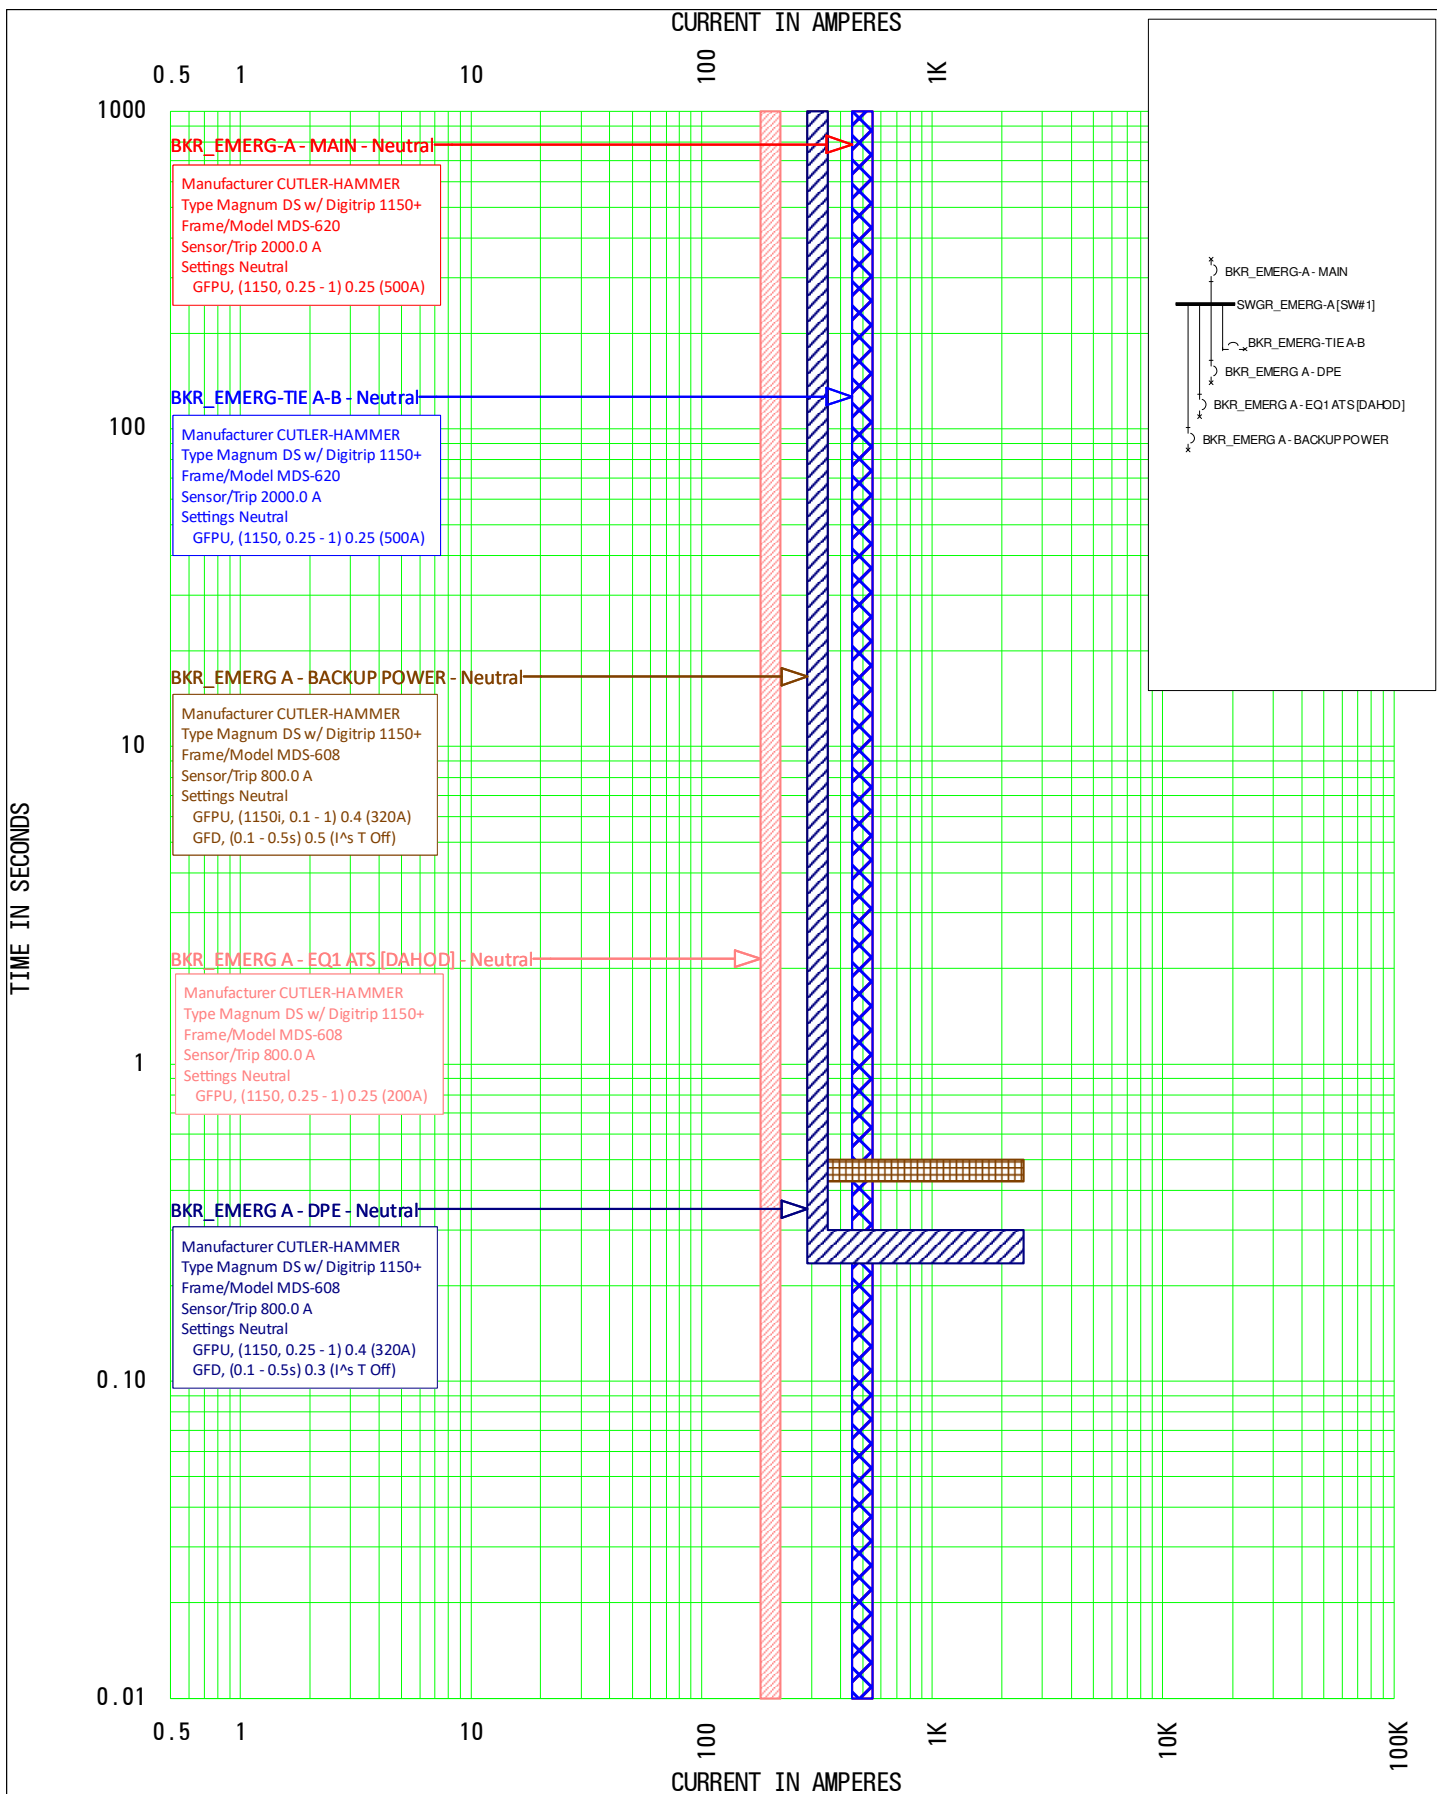 CURRENT IN AMPERES
0.5 1 10 100 1K
1000
BKR_EMERG-A - MAIN - Neutral
Manufacturer CUTLER-HAMMER
Type Magnum DS w/ Digitrip 1150+
Frame/Model MDS-620
Sensor/Trip 2000.0 A
Settings Neutral
GFPU, (1150, 0.25 - 1) 0.25 (500A)
BKR_EMERG-A - MAIN
SWGR_EMERG-A [SW#1]
BKR_EMERG-TIE A-B
BKR_EMERG A - DPE
BKR_EMERG A - EQ1 ATS [DAHOD]
BKR_EMERG A - BACKUP POWER
BKR_EMERG-TIE A-B - Neutral
100
Manufacturer CUTLER-HAMMER
Type Magnum DS w/ Digitrip 1150+
Frame/Model MDS-620
Sensor/Trip 2000.0 A
Settings Neutral
GFPU, (1150, 0.25 - 1) 0.25 (500A)
BKR_EMERG A - BACKUP POWER - Neutral
Manufacturer CUTLER-HAMMER
Type Magnum DS w/ Digitrip 1150+
10
Frame/Model MDS-608
Sensor/Trip 800.0 A
Settings Neutral
GFPU, (1150i, 0.1 - 1) 0.4 (320A)
GFD, (0.1 - 0.5s) 0.5 (I^s T Off)
TIME IN SECONDS
BKR_EMERG A - EQ1 ATS [DAHOD] - Neutral
Manufacturer CUTLER-HAMMER
Type Magnum DS w/ Digitrip 1150+
Frame/Model MDS-608
Sensor/Trip 800.0 A
1
Settings Neutral
GFPU, (1150, 0.25 - 1) 0.25 (200A)
BKR_EMERG A - DPE - Neutral
Manufacturer CUTLER-HAMMER
Type Magnum DS w/ Digitrip 1150+
Frame/Model MDS-608
Sensor/Trip 800.0 A
Settings Neutral
GFPU, (1150, 0.25 - 1) 0.4 (320A)
GFD, (0.1 - 0.5s) 0.3 (I^s T Off)
0.10
0.01
0.5 1 10 100 1K 10K 100K
CURRENT IN AMPERES